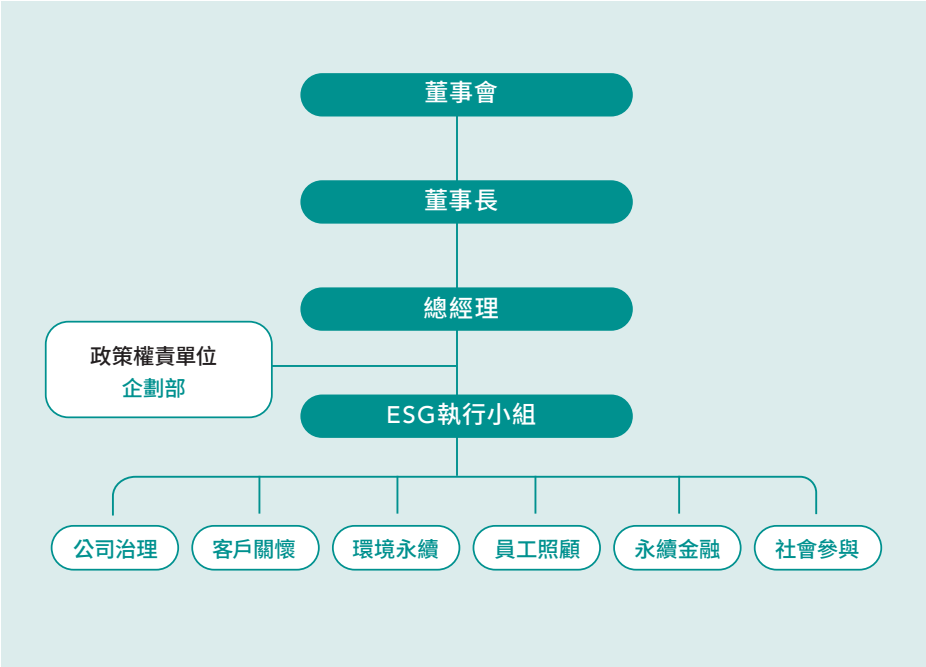 董事會
董事長
總經理
政策權責單位
企劃部
ESG執行小組
公司治理
客戶關懷
環境永續
員工照顧
永續金融
社會參與